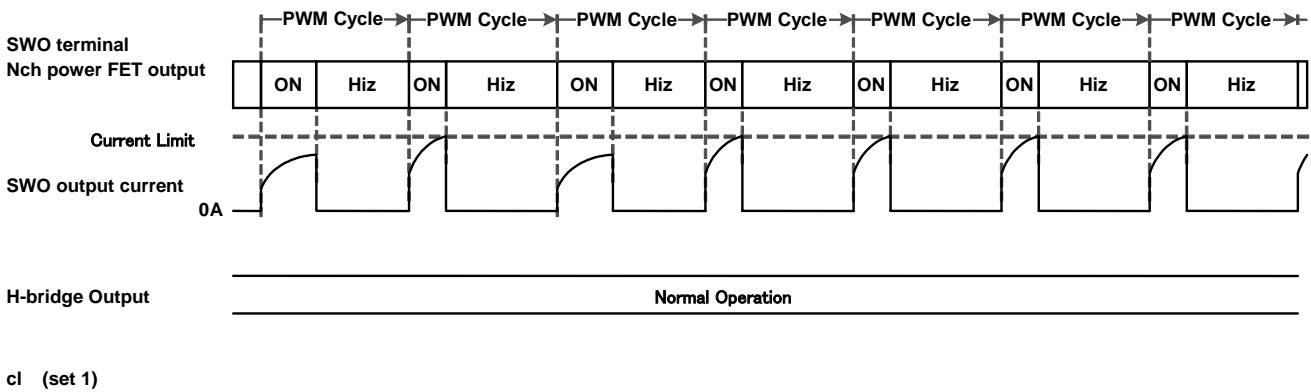 PWM Cycle PWM Cycle PWM Cycle PWM Cycle PWM Cycle PWM Cycle PWM Cycle
SWO terminal
Nch power FET output
ON Hiz ON Hiz ON Hiz ON Hiz ON Hiz ON Hiz ON Hiz
Current Limit
SWO output current
0A
H-bridge Output Normal Operation
cl (set 1)